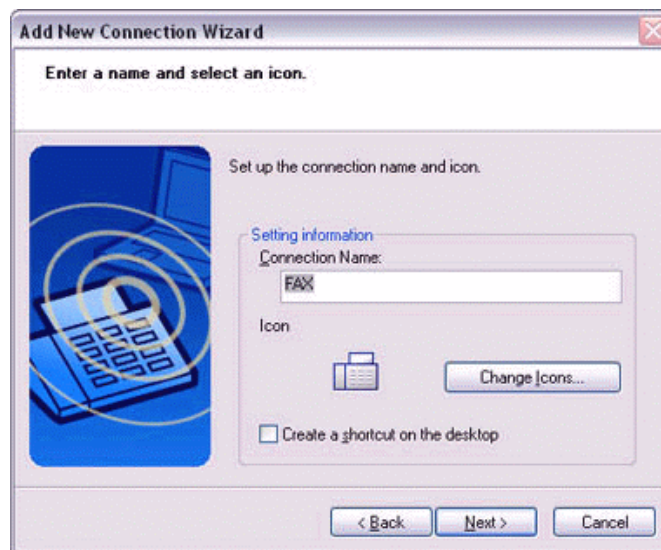 Add New Connection Wizard
Enter a name and select an icon.
Set up the connection name and icon.
Setting information
Connection Name:
FAX
Icon
Change Icons...
Create a shortcut on the desktop
< Back Next > Cancel